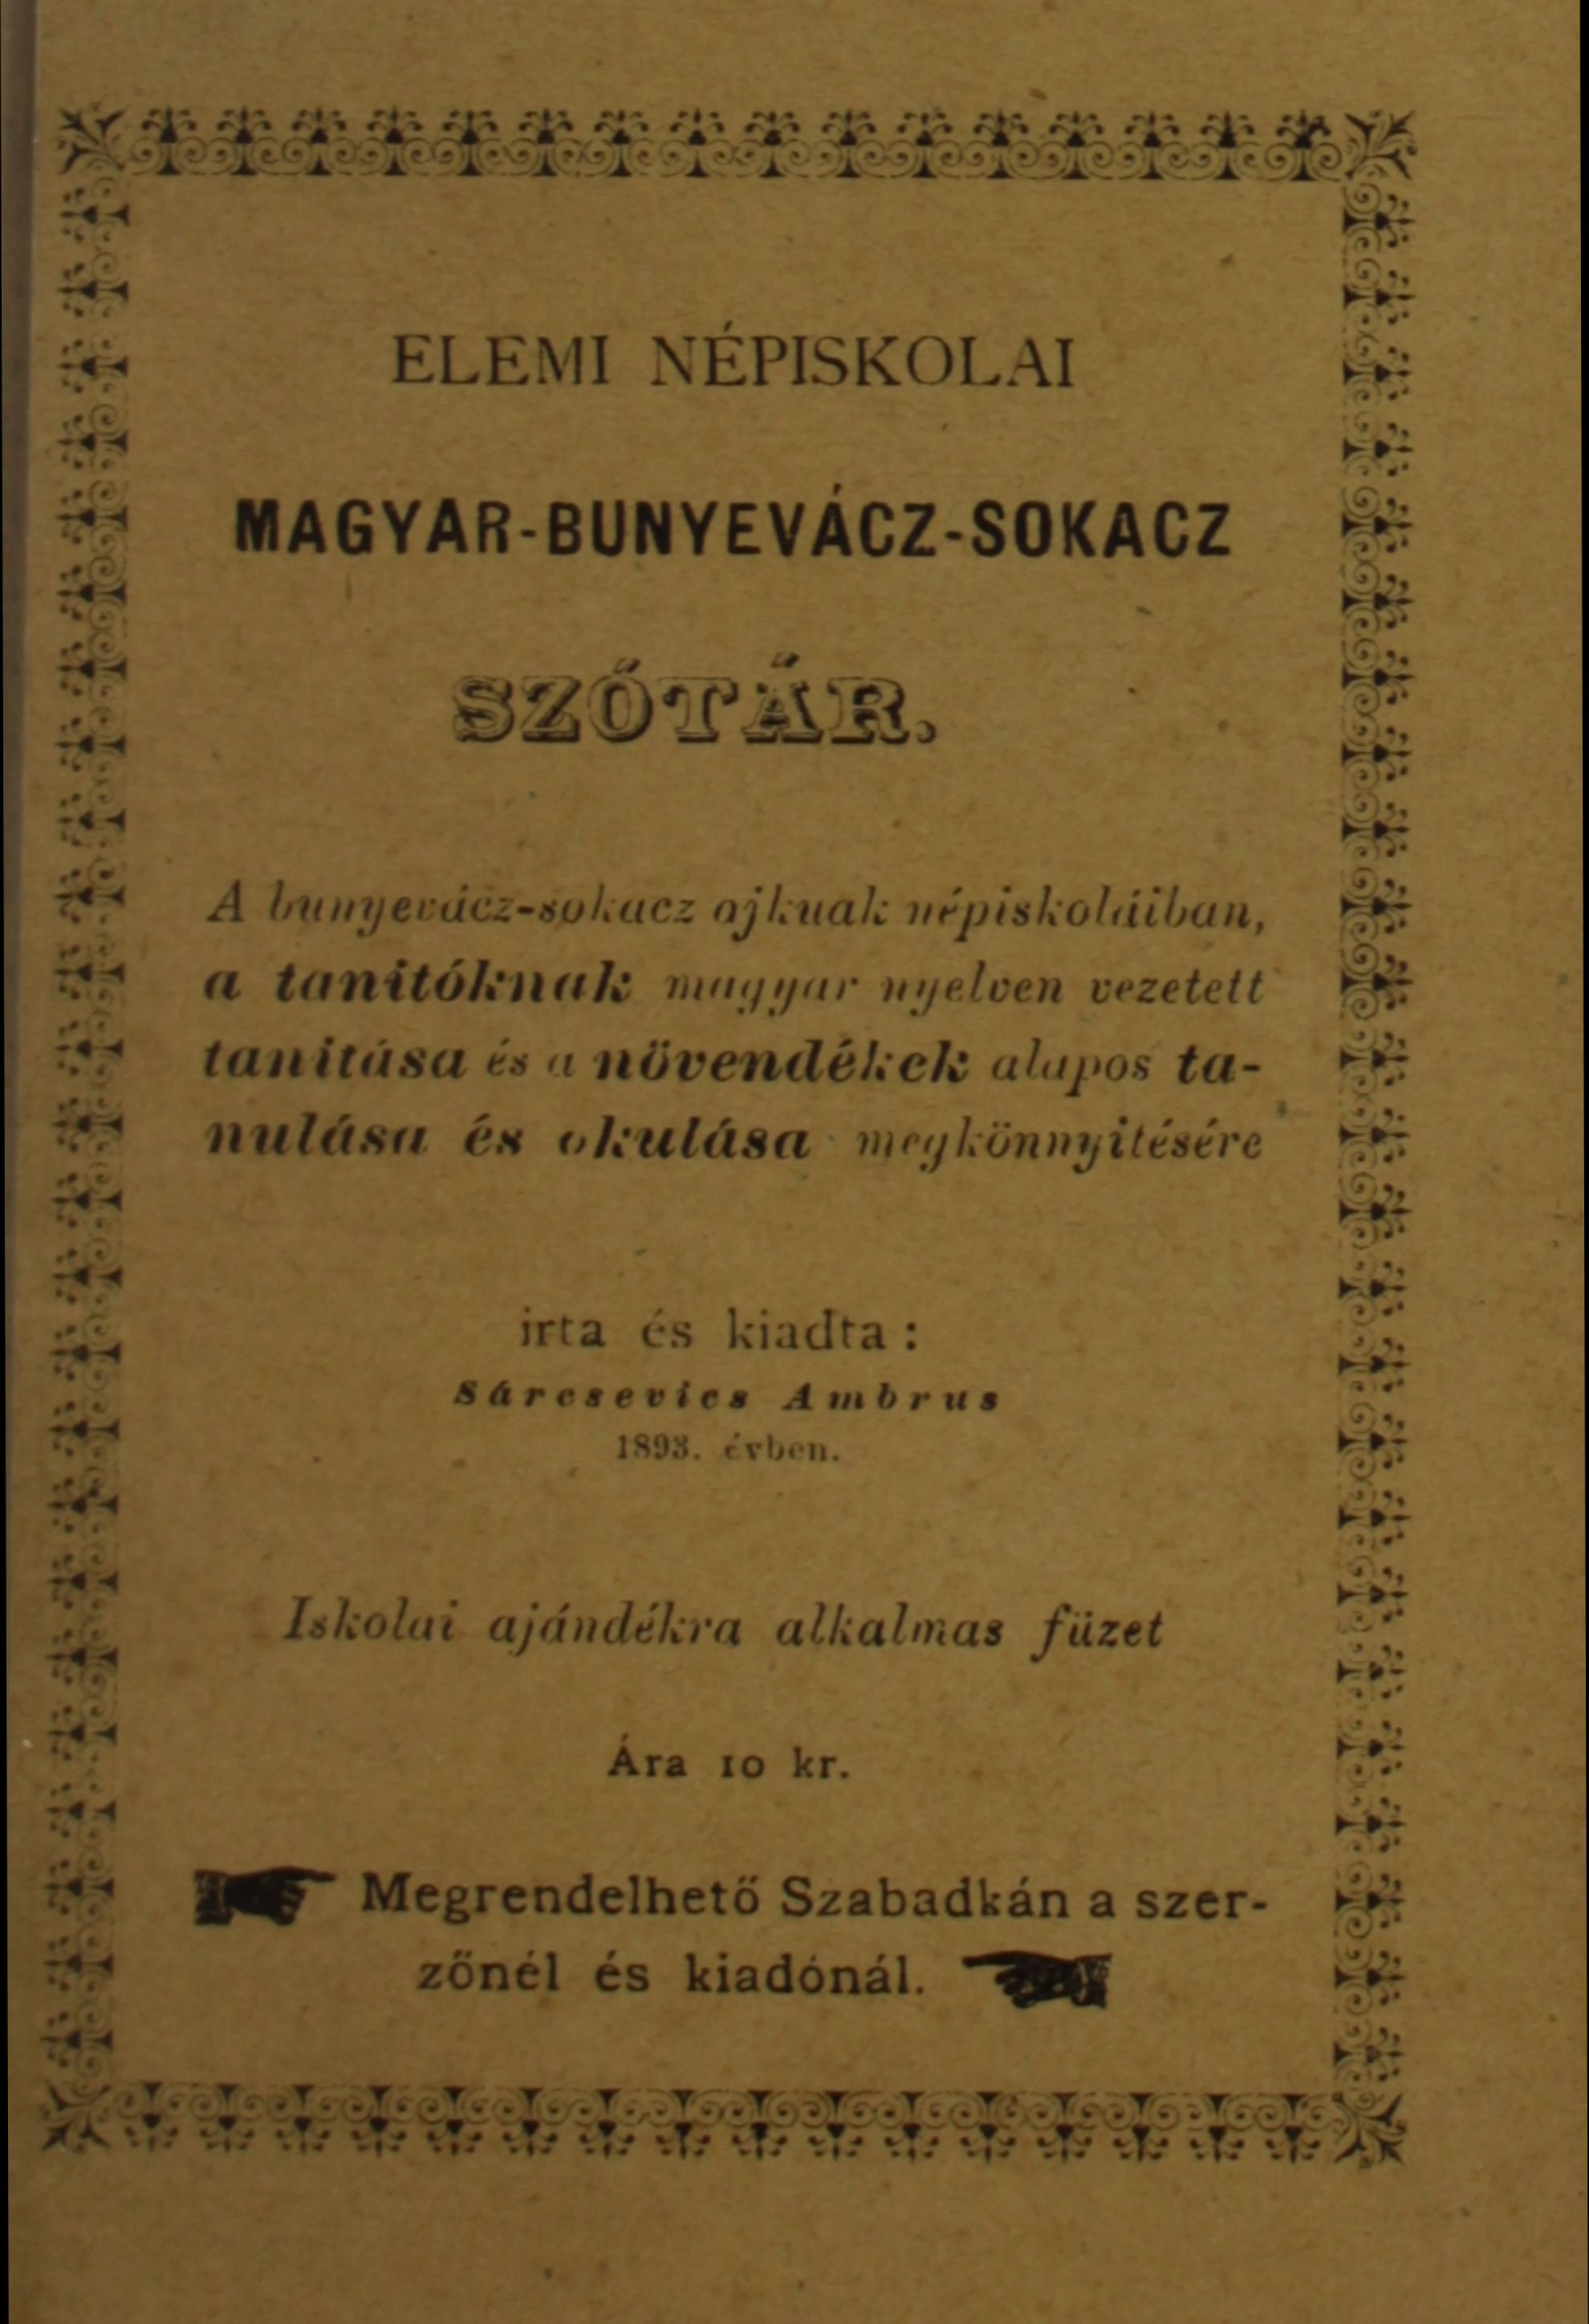 ELEMI NÉPISKOLAI
MAGYAR-BUNYEVÁCZ-SOKACZ
SZÓTÁR.
A bunyevácz-sokacz ajkuak népiskoláiban,
a tanitóknak magyar nyelven vezetett
tanitása és a növendékek alapos ta-
nulása és okulása megkönnyitésére
irta és kiadta:
Sárcsevics Ambrus
1893. évben.
Iskolai ajándékra alkalmas füzet
Ára 10 kr.
Megrendelhető Szabadkán a szer-
zőnél és kiadónál.